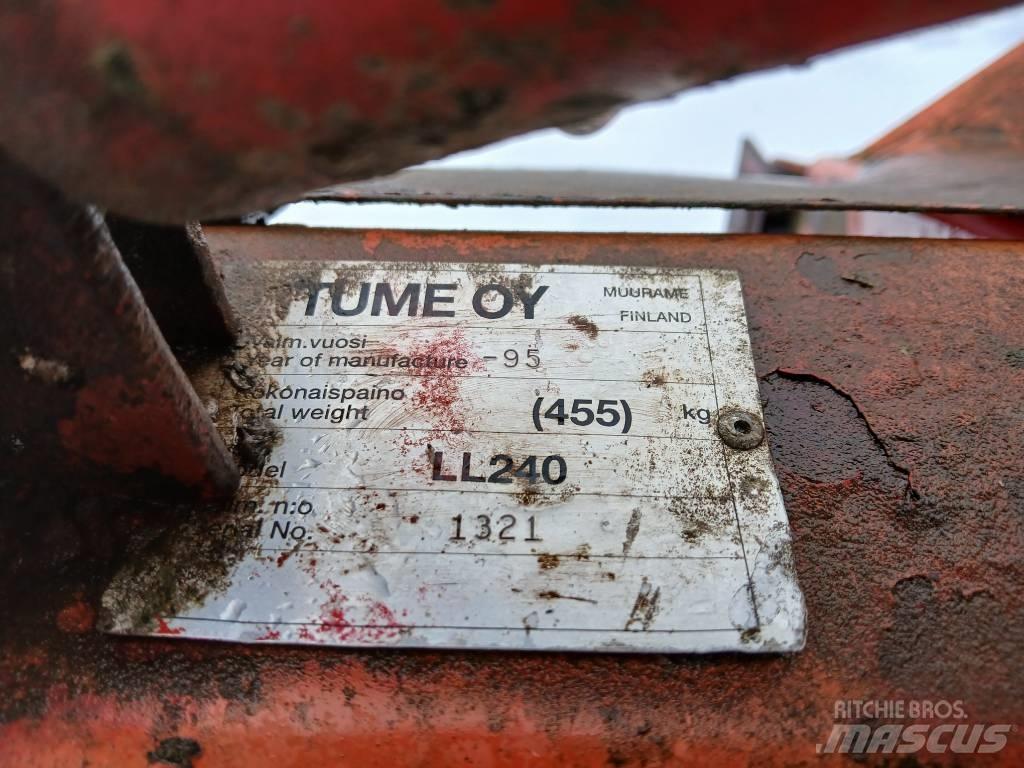 TUME OY
MUURAME
FINLAND
valm.vuosi
year of manufacture -95
kokonaispaino
total weight (455) kg
LL240
n:o
No. 1321
RITCHIE BROS.
MASCUS